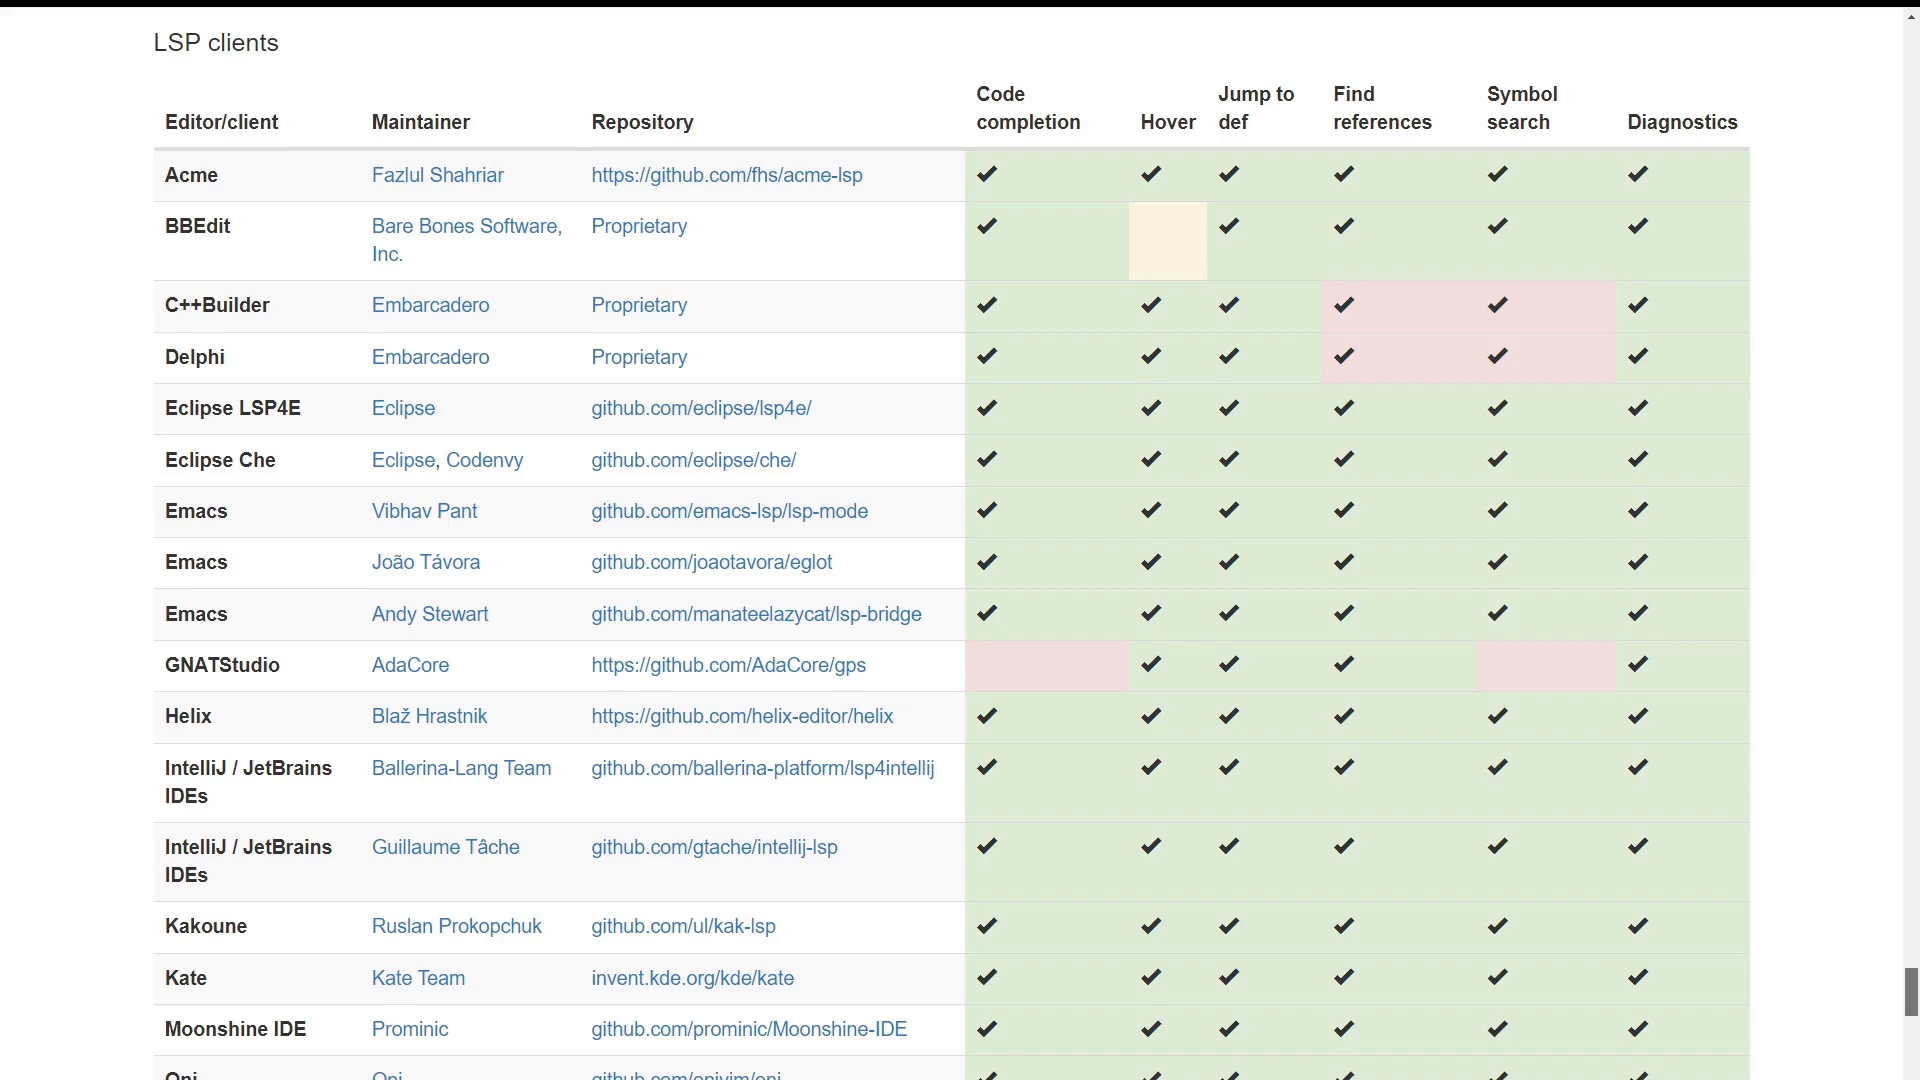 LSP clients
Editor/client Maintainer Repository Code completion Hover Jump to def Find references Symbol search Diagnostics
Acme Fazlul Shahriar https://github.com/fhs/acme-lsp ✔ ✔ ✔ ✔ ✔ ✔
BBEdit Bare Bones Software, Inc. Proprietary ✔ ✔ ✔ ✔ ✔
C++Builder Embarcadero Proprietary ✔ ✔ ✔ ✔ ✔ ✔
Delphi Embarcadero Proprietary ✔ ✔ ✔ ✔ ✔ ✔
Eclipse LSP4E Eclipse github.com/eclipse/lsp4e/ ✔ ✔ ✔ ✔ ✔ ✔
Eclipse Che Eclipse, Codenvy github.com/eclipse/che/ ✔ ✔ ✔ ✔ ✔ ✔
Emacs Vibhav Pant github.com/emacs-lsp/lsp-mode ✔ ✔ ✔ ✔ ✔ ✔
Emacs João Távora github.com/joaotavora/eglot ✔ ✔ ✔ ✔ ✔ ✔
Emacs Andy Stewart github.com/manateelazycat/lsp-bridge ✔ ✔ ✔ ✔ ✔ ✔
GNATStudio AdaCore https://github.com/AdaCore/gps ✔ ✔ ✔ ✔
Helix Blaž Hrastnik https://github.com/helix-editor/helix ✔ ✔ ✔ ✔ ✔ ✔
IntelliJ / JetBrains IDEs Ballerina-Lang Team github.com/ballerina-platform/lsp4intellij ✔ ✔ ✔ ✔ ✔ ✔
IntelliJ / JetBrains IDEs Guillaume Tâche github.com/gtache/intellij-lsp ✔ ✔ ✔ ✔ ✔ ✔
Kakoune Ruslan Prokopchuk github.com/ul/kak-lsp ✔ ✔ ✔ ✔ ✔ ✔
Kate Kate Team invent.kde.org/kde/kate ✔ ✔ ✔ ✔ ✔ ✔
Moonshine IDE Prominic github.com/prominic/Moonshine-IDE ✔ ✔ ✔ ✔ ✔ ✔
Oni Oni github.com/onivim/oni ✔ ✔ ✔ ✔ ✔ ✔